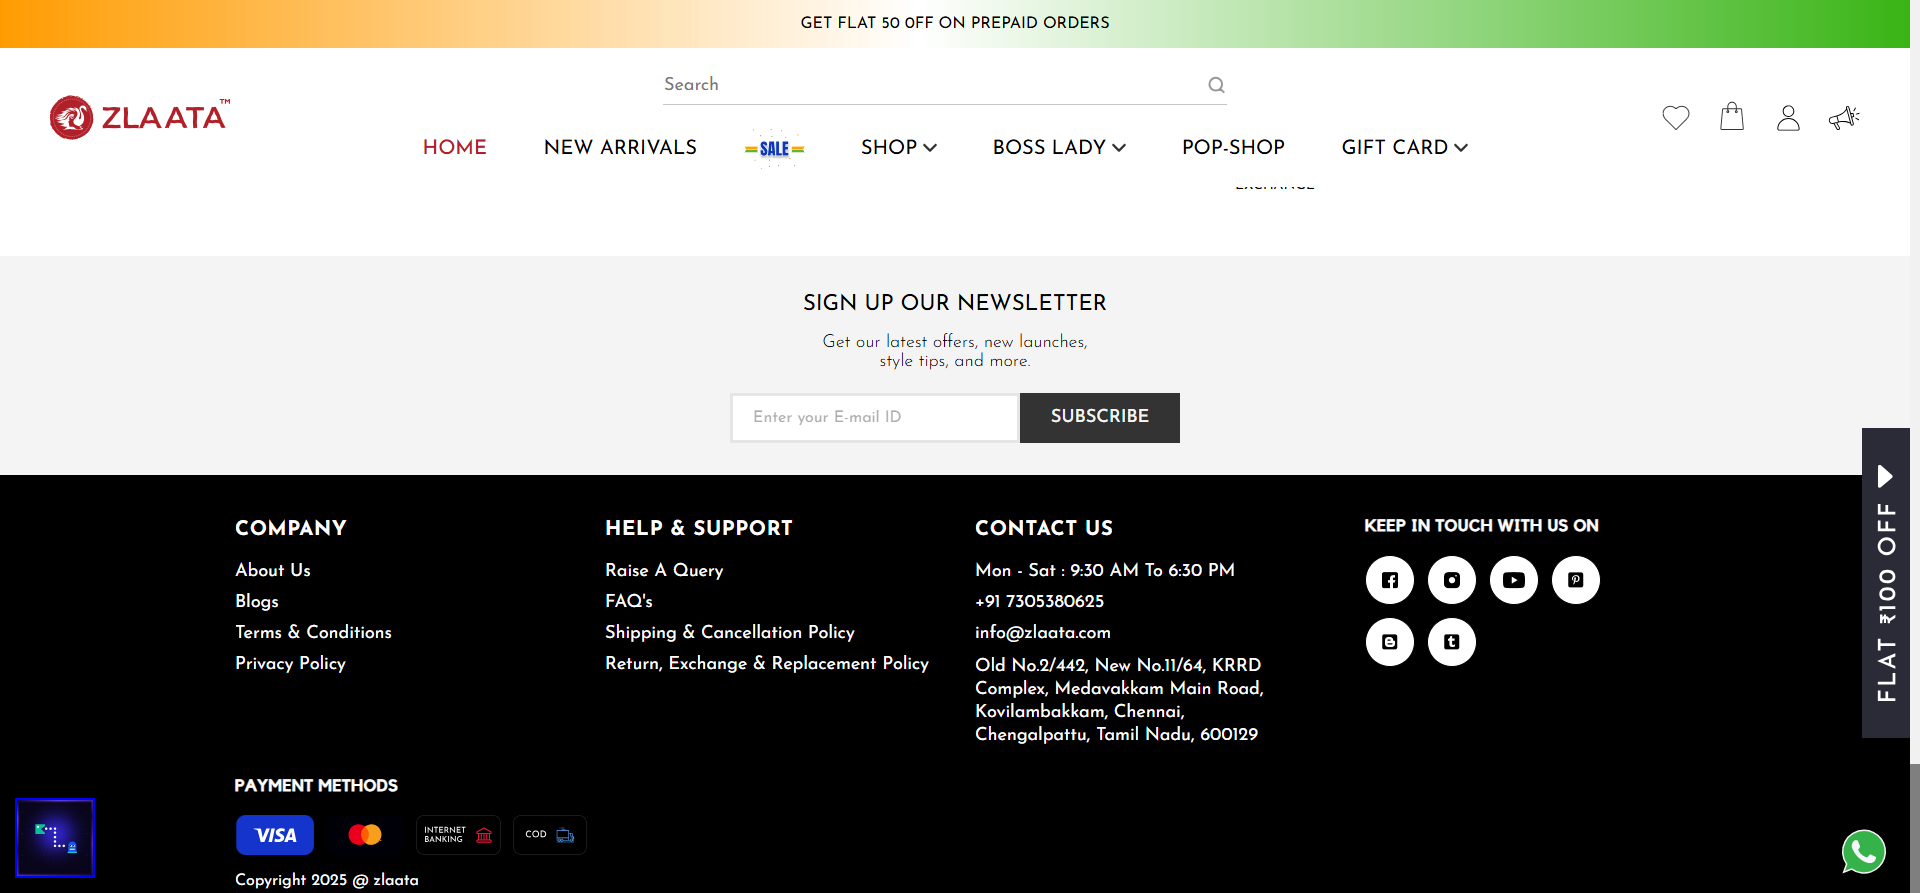 GET FLAT 50 OFF ON PREPAID ORDERS
Search
ZLAATA™
HOME
NEW ARRIVALS
SALE
SHOP
BOSS LADY
POP-SHOP
GIFT CARD
SIGN UP OUR NEWSLETTER
Get our latest offers, new launches,
style tips, and more.
Enter your E-mail ID
SUBSCRIBE
FLAT ₹100 OFF
COMPANY
About Us
Blogs
Terms & Conditions
Privacy Policy
HELP & SUPPORT
Raise A Query
FAQ's
Shipping & Cancellation Policy
Return, Exchange & Replacement Policy
CONTACT US
Mon - Sat : 9:30 AM To 6:30 PM
+91 7305380625
info@zlaata.com
Old No.2/442, New No.11/64, KRRD
Complex, Medavakkam Main Road,
Kovilambakkam, Chennai,
Chengalpattu, Tamil Nadu, 600129
KEEP IN TOUCH WITH US ON
PAYMENT METHODS
VISA
INTERNET
BANKING
COD
Copyright 2025 @ zlaata